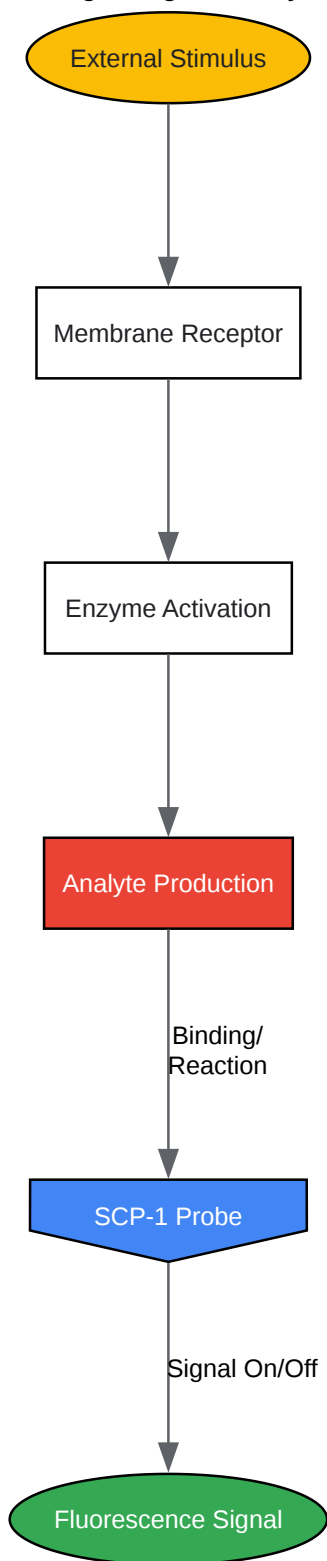 External Stimulus
Membrane Receptor
Enzyme Activation
Analyte Production
Binding/
Reaction
SCP-1 Probe
Signal On/Off
Fluorescence Signal